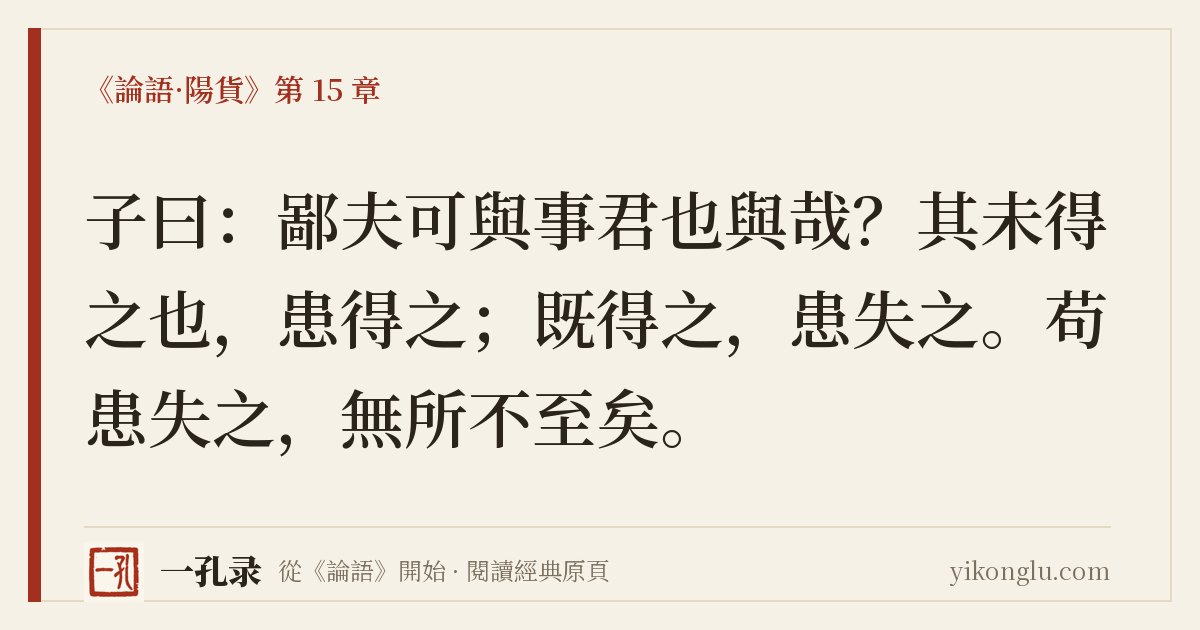 《論語·陽貨》第 15 章
子曰：鄙夫可與事君也與哉？其未得
之也，患得之；既得之，患失之。苟
患失之，無所不至矣。
一孔
一孔录 從《論語》開始 · 閱讀經典原頁
yikonglu.com